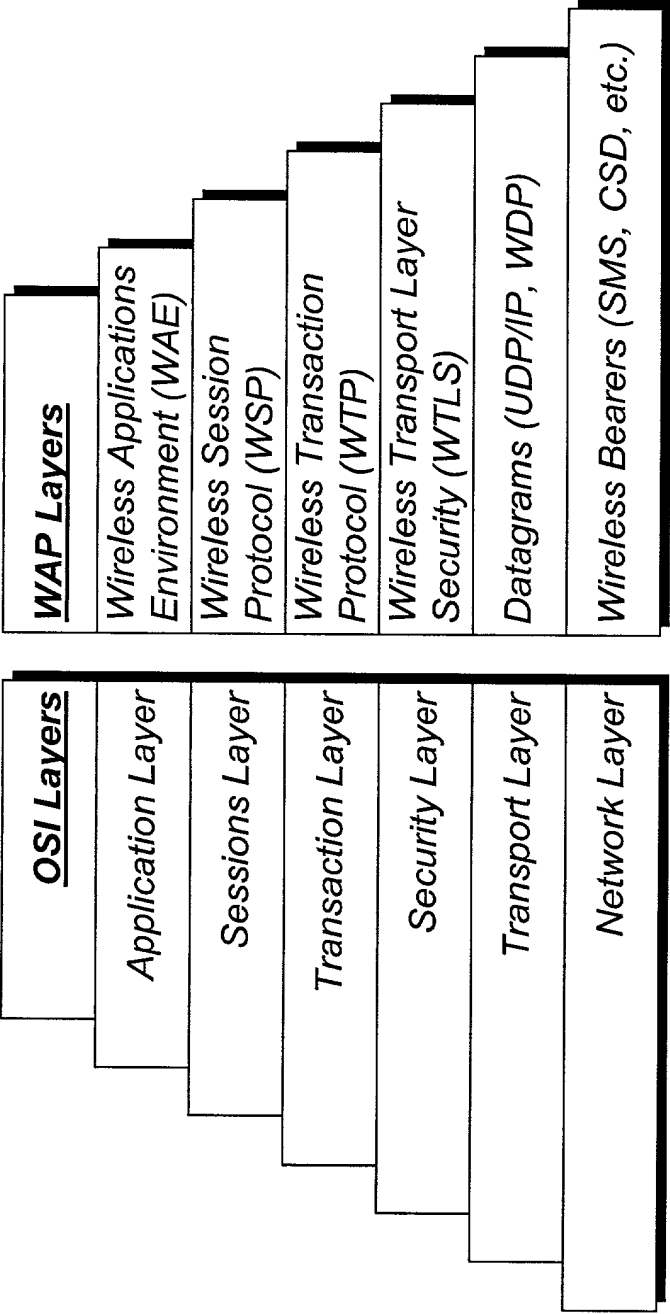 OSI Layers
Application Layer
Sessions Layer
Transaction Layer
Security Layer
Transport Layer
Network Layer
WAP Layers
Wireless Applications
Environment (WAE)
Wireless Session
Protocol (WSP)
Wireless Transaction
Protocol (WTP)
Wireless Transport Layer
Security (WTLS)
Datagrams (UDP/IP, WDP)
Wireless Bearers (SMS, CSD, etc.)